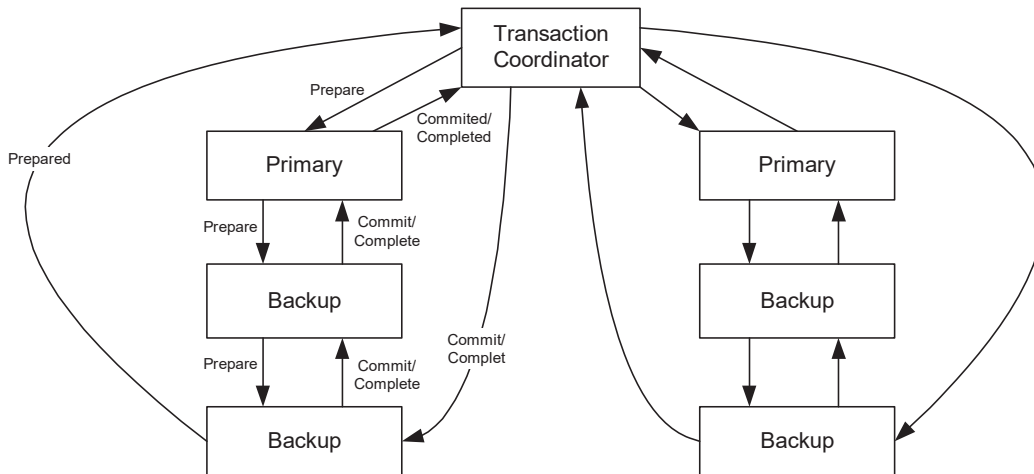 Transaction
Coordinator
Prepare
Commited/
Completed
Prepared
Primary
Primary
Prepare
Commit/
Complete
Backup
Backup
Prepare
Commit/
Complete
Commit/
Complet
Backup
Backup